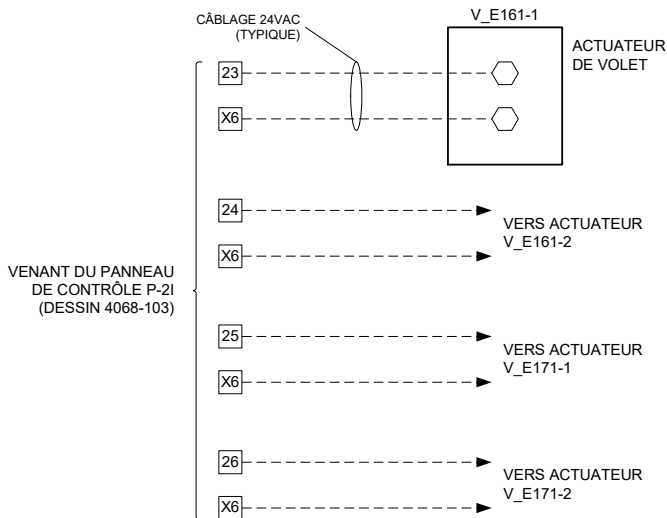 CÂBLAGE 24VAC
(TYPIQUE)
V_E161-1
ACTUATEUR
DE VOLET
23
X6
24
X6
VERS ACTUATEUR
V_E161-2
VENANT DU PANNEAU
DE CONTRÔLE P-2I
(DESSIN 4068-103)
25
X6
VERS ACTUATEUR
V_E171-1
26
X6
VERS ACTUATEUR
V_E171-2